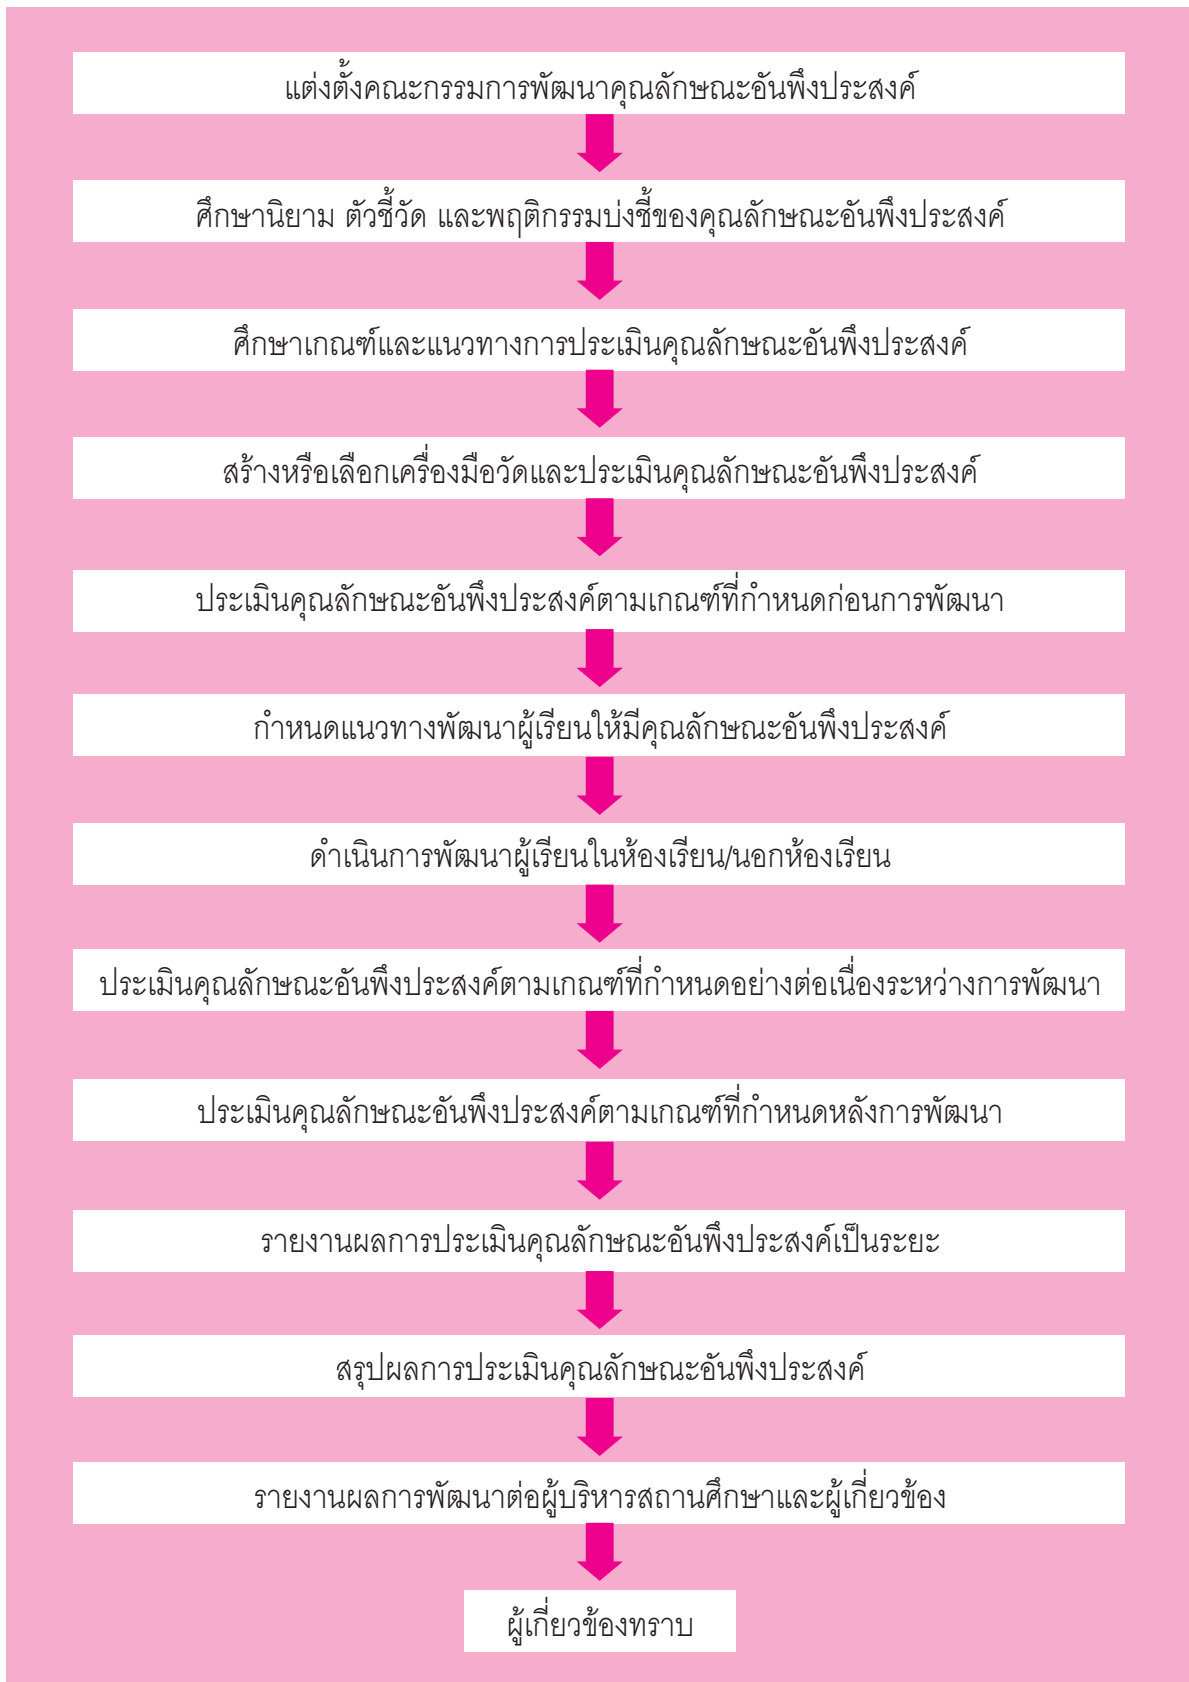 แต่งตั้งคณะกรรมการพัฒนาคุณลักษณะอันพึงประสงค์
ศึกษานิยาม ตัวชี้วัด และพฤติกรรมบ่งชี้ของคุณลักษณะอันพึงประสงค์
ศึกษาเกณฑ์และแนวทางการประเมินคุณลักษณะอันพึงประสงค์
สร้างหรือเลือกเครื่องมือวัดและประเมินคุณลักษณะอันพึงประสงค์
ประเมินคุณลักษณะอันพึงประสงค์ตามเกณฑ์ที่กำหนดก่อนการพัฒนา
กำหนดแนวทางพัฒนาผู้เรียนให้มีคุณลักษณะอันพึงประสงค์
ดำเนินการพัฒนาผู้เรียนในห้องเรียน/นอกห้องเรียน
ประเมินคุณลักษณะอันพึงประสงค์ตามเกณฑ์ที่กำหนดอย่างต่อเนื่องระหว่างการพัฒนา
ประเมินคุณลักษณะอันพึงประสงค์ตามเกณฑ์ที่กำหนดหลังการพัฒนา
รายงานผลการประเมินคุณลักษณะอันพึงประสงค์เป็นระยะ
สรุปผลการประเมินคุณลักษณะอันพึงประสงค์
รายงานผลการพัฒนาต่อผู้บริหารสถานศึกษาและผู้เกี่ยวข้อง
ผู้เกี่ยวข้องทราบ